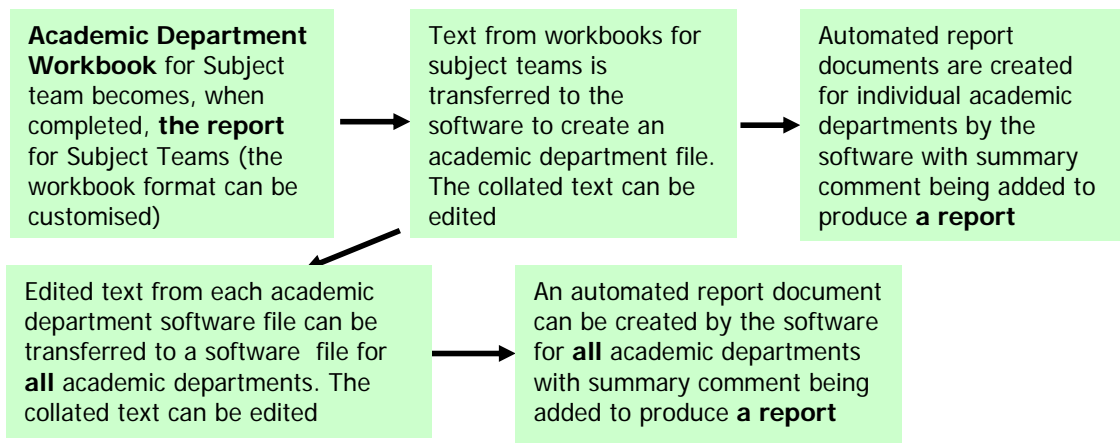 Academic Department
Workbook for Subject
team becomes, when
completed, the report
for Subject Teams (the
workbook format can be
customised)
Text from workbooks for
subject teams is
transferred to the
software to create an
academic department file.
The collated text can be
edited
Automated report
documents are created
for individual academic
departments by the
software with summary
comment being added to
produce a report
Edited text from each academic
department software file can be
transferred to a software file for
all academic departments. The
collated text can be edited
An automated report document
can be created by the software
for all academic departments
with summary comment being
added to produce a report